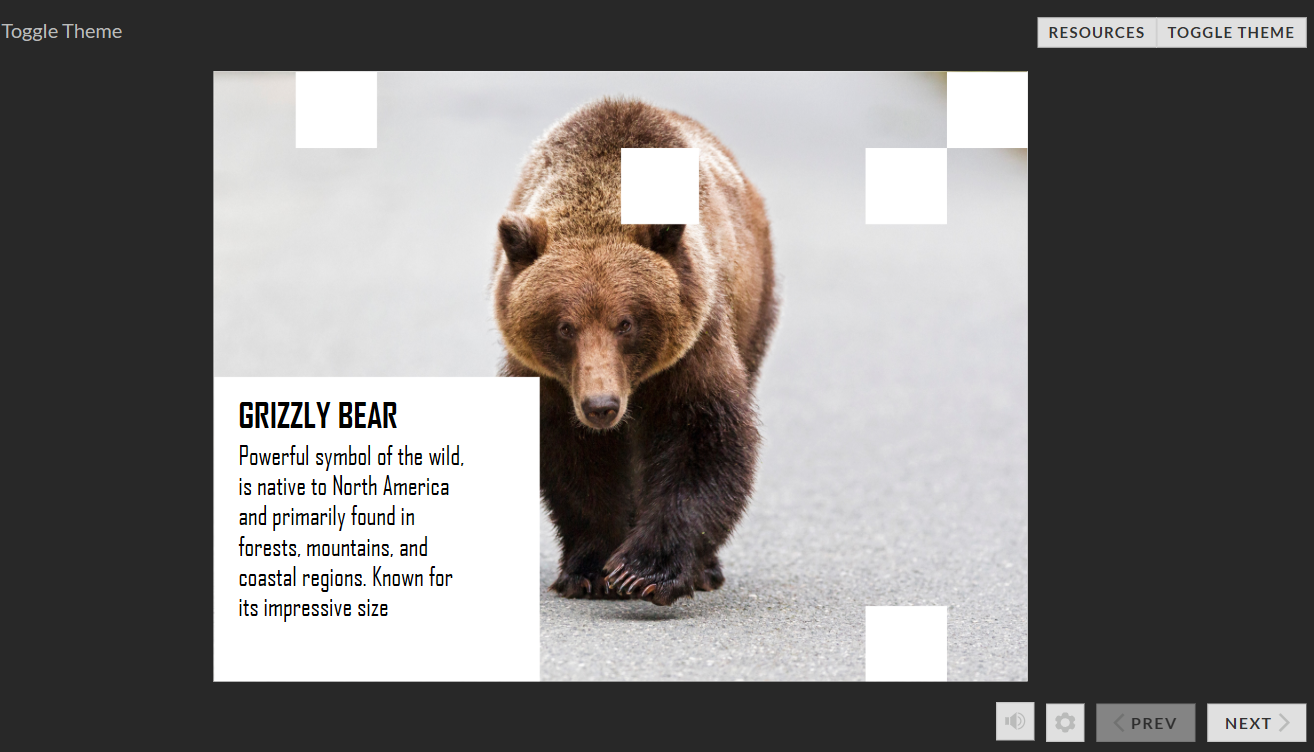 Toggle Theme
RESOURCES
TOGGLE THEME
GRIZZLY BEAR
Powerful symbol of the wild,
is native to North America
and primarily found in
forests, mountains, and
coastal regions. Known for
its impressive size
PREV
NEXT